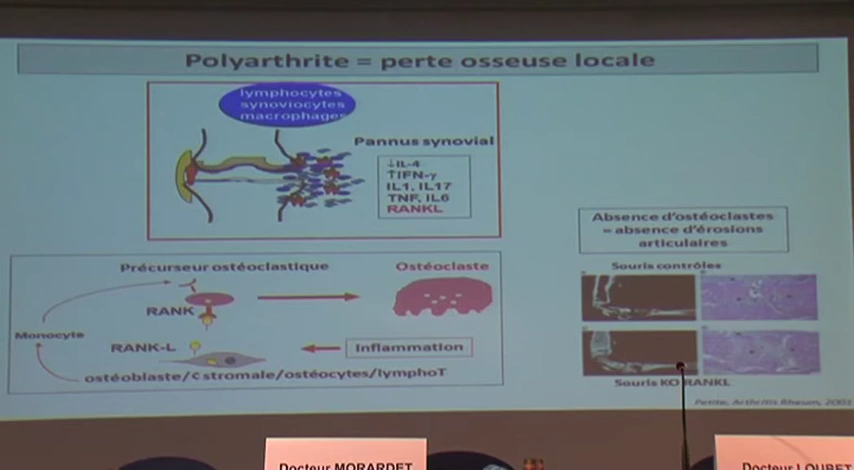 Polyarthrite = perte osseuse locale
lymphocytes
synoviocytes
macrophages
Pannus synovial
↓IL-4
↑IFN-γ
IL1, IL17
TNF, IL6
RANKL
Absence d'ostéoclastes
= absence d'érosions
articulaires
Souris contrôles
Souris KO RANKL
Précurseur ostéoclastique
Ostéoclaste
RANK
Monocyte
RANK-L
Inflammation
ostéoblaste/C stromale/ostéocytes/lymphoT
Arthritis Rheum, 2001
Docteur MORARDET
Docteur LOUBET